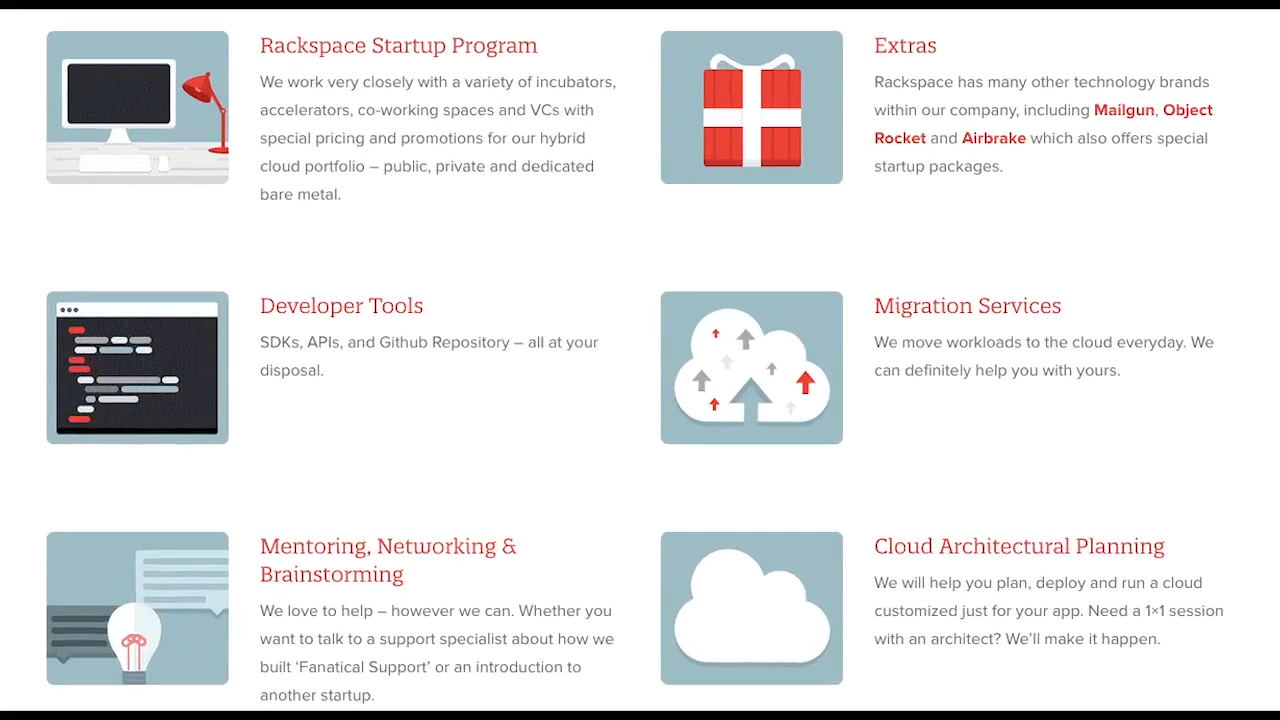 Rackspace Startup Program
We work very closely with a variety of incubators,
accelerators, co-working spaces and VCs with
special pricing and promotions for our hybrid
cloud portfolio – public, private and dedicated
bare metal.
Extras
Rackspace has many other technology brands
within our company, including Mailgun, Object
Rocket and Airbrake which also offers special
startup packages.
Developer Tools
SDKs, APIs, and Github Repository – all at your
disposal.
Migration Services
We move workloads to the cloud everyday. We
can definitely help you with yours.
Mentoring, Networking &
Brainstorming
We love to help – however we can. Whether you
want to talk to a support specialist about how we
built ‘Fanatical Support’ or an introduction to
another startup.
Cloud Architectural Planning
We will help you plan, deploy and run a cloud
customized just for your app. Need a 1×1 session
with an architect? We’ll make it happen.